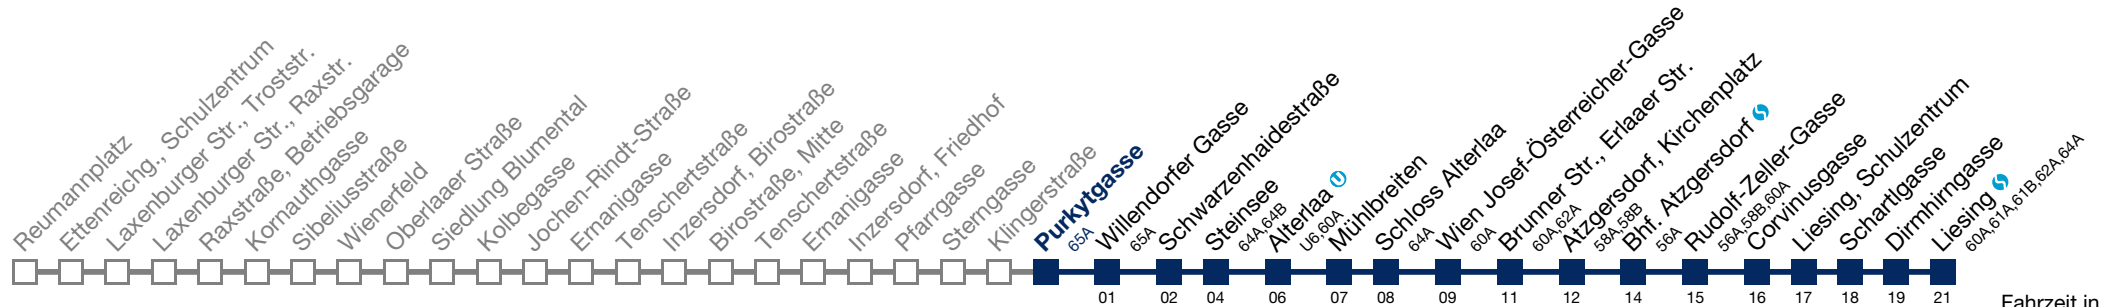 Reumannplatz
Ettenreichg., Schulzentrum
Laxenburger Str., Troststr.
Laxenburger Str., Raxstr.
Raxstraße, Betriebsgarage
Kornauthgasse
Sibeliusstraße
Wienerfeld
Oberlaaer Straße
Siedlung Blumental
Kolbegasse
Jochen-Rindt-Straße
Ernanigasse
Tenschertstraße
Inzersdorf, Birostraße
Birostraße, Mitte
Tenschertstraße
Ernanigasse
Inzersdorf, Friedhof
Pfarrgasse
Sterngasse
Klingerstraße
Purkytgasse
65A
Willendorfer Gasse
65A
Schwarzenhaidestraße
Steinsee
64A,64B
Alterlaa U
U6,60A
Mühlbreiten
Schloss Alterlaa
64A
Wien Josef-Österreicher-Gasse
60A
Brunner Str., Erlaaer Str.
60A,62A
Atzgersdorf, Kirchenplatz
58A,58B
Bhf. Atzgersdorf S
56A
Rudolf-Zeller-Gasse
56A,58B,60A
Corvinusgasse
Liesing, Schulzentrum
Schartlgasse
Dirmhirngasse
Liesing S
60A,61A,61B,62A,64A
01 02 04 06 07 08 09 11 12 14 15 16 17 18 19 21
Fahrzeit in